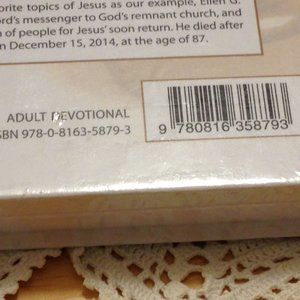 orite topics of Jesus as our example, Ellen G.
ord's messenger to God's remnant church, and
of people for Jesus' soon return. He died after
n December 15, 2014, at the age of 87.
ADULT DEVOTIONAL
ISBN 978-0-8163-5879-3
9 780816 358793